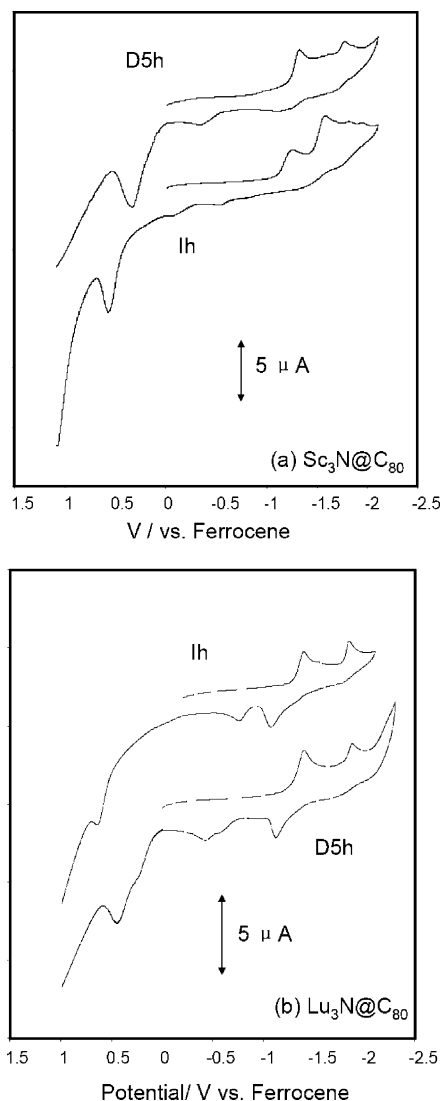 D5h
Ih
5 μ A
(a) Sc₃N@C₈₀
1.5 1 0.5 0 -0.5 -1 -1.5 -2 -2.5
V / vs. Ferrocene
Ih
D5h
5 μ A
(b) Lu₃N@C₈₀
1.5 1 0.5 0 -0.5 -1 -1.5 -2 -2.5
Potential/ V vs. Ferrocene